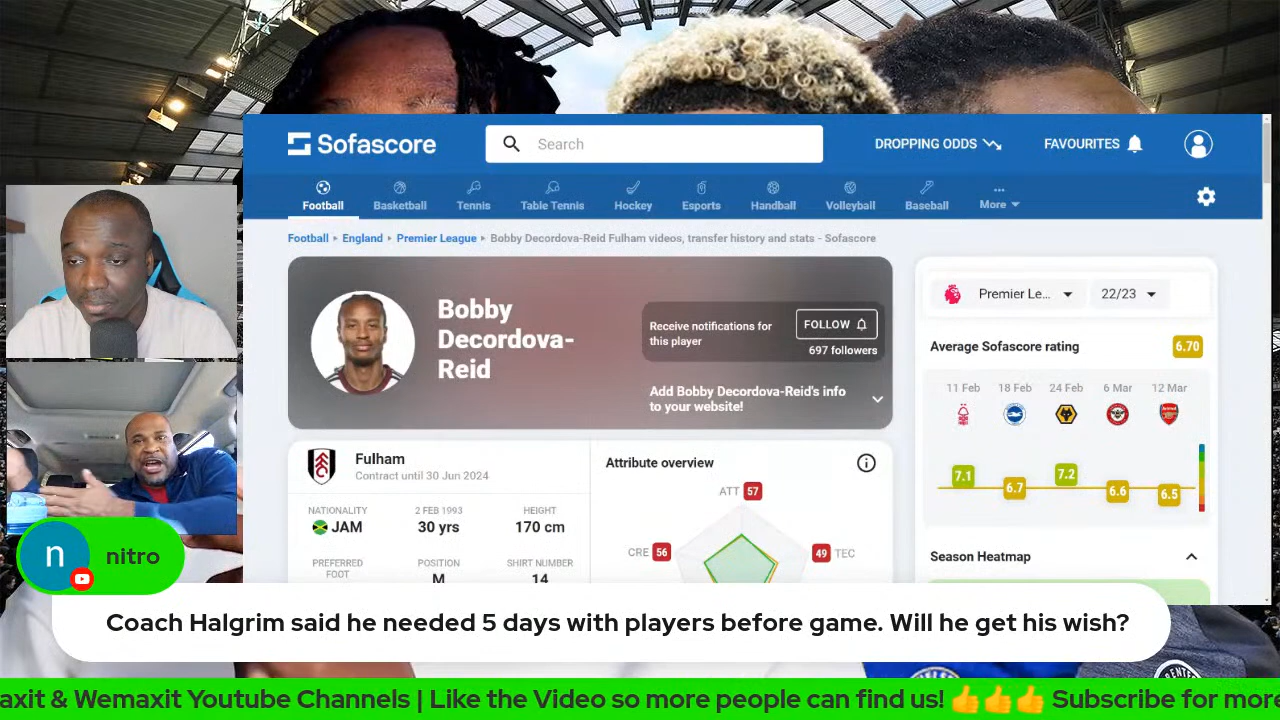 Sofascore
Search
DROPPING ODDS
FAVOURITES
Football
Basketball
Tennis
Table Tennis
Hockey
Esports
Handball
Volleyball
Baseball
More
Football ▸ England ▸ Premier League ▸ Bobby Decordova-Reid Fulham videos, transfer history and stats - Sofascore
Bobby
Decordova-
Reid
Receive notifications for
this player
FOLLOW
697 followers
Add Bobby Decordova-Reid's info
to your website!
Premier Le...
22/23
Average Sofascore rating
6.70
11 Feb
18 Feb
24 Feb
6 Mar
12 Mar
7.1
6.7
7.2
6.6
6.5
Season Heatmap
Fulham
Contract until 30 Jun 2024
NATIONALITY
JAM
2 FEB 1993
30 yrs
HEIGHT
170 cm
PREFERRED
FOOT
POSITION
M
SHIRT NUMBER
14
Attribute overview
ATT 57
CRE 56
49 TEC
n
nitro
Coach Halgrim said he needed 5 days with players before game. Will he get his wish?
axit & Wemaxit Youtube Channels | Like the Video so more people can find us! 👍👍👍 Subscribe for more